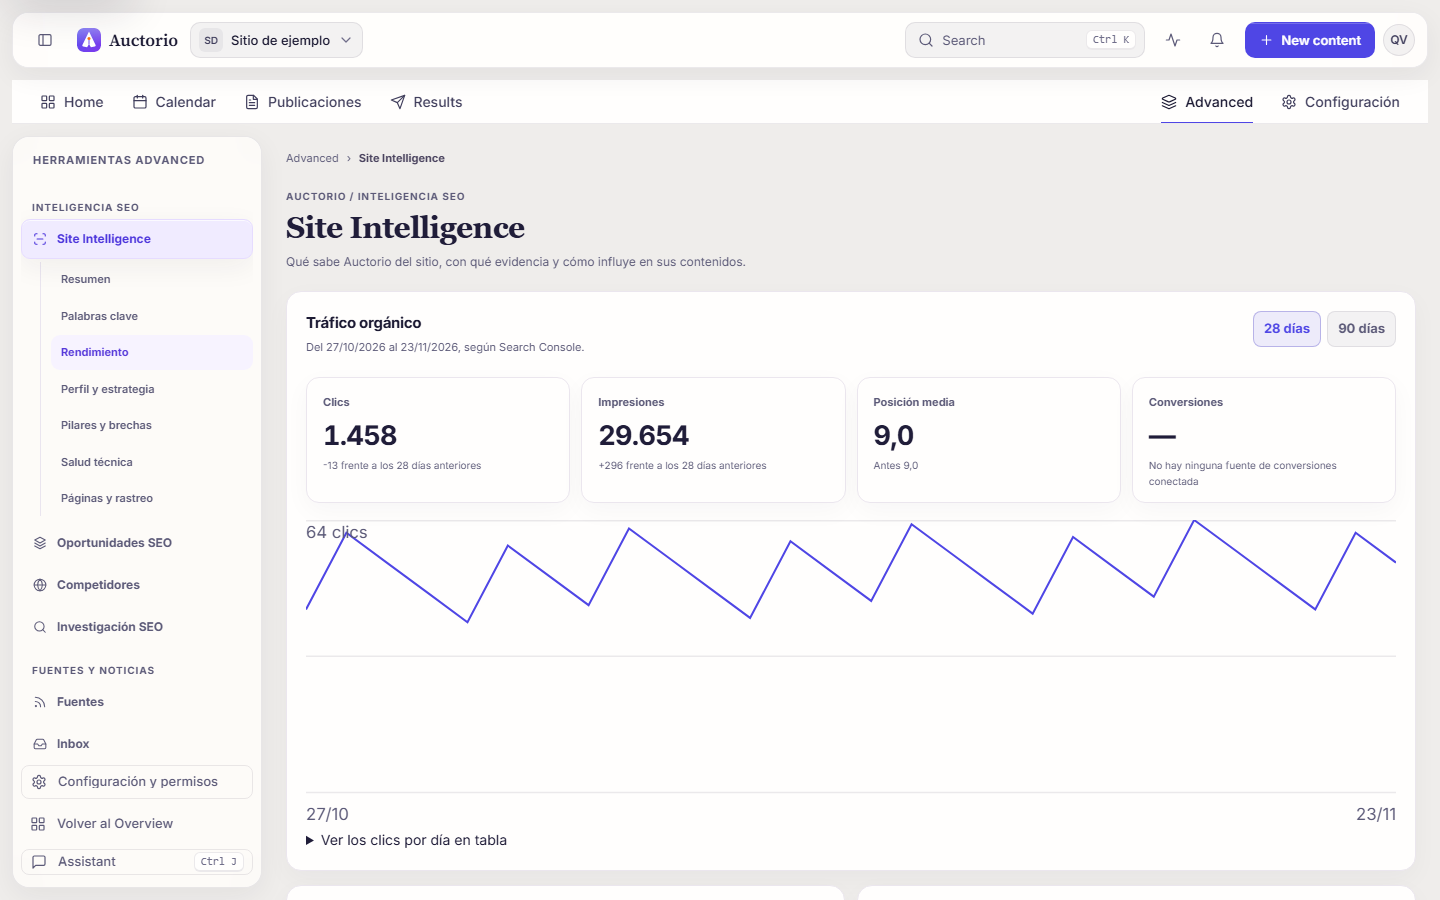 Auctorio
SD Sitio de ejemplo
Search Ctrl K
New content
QV
Home
Calendar
Publicaciones
Results
Advanced
Configuración
HERRAMIENTAS ADVANCED
INTELIGENCIA SEO
Site Intelligence
Resumen
Palabras clave
Rendimiento
Perfil y estrategia
Pilares y brechas
Salud técnica
Páginas y rastreo
Oportunidades SEO
Competidores
Investigación SEO
FUENTES Y NOTICIAS
Fuentes
Inbox
Configuración y permisos
Volver al Overview
Assistant Ctrl J
Advanced › Site Intelligence
AUCTORIO / INTELIGENCIA SEO
Site Intelligence
Qué sabe Auctorio del sitio, con qué evidencia y cómo influye en sus contenidos.
Tráfico orgánico
Del 27/10/2026 al 23/11/2026, según Search Console.
28 días
90 días
Clics
1.458
-13 frente a los 28 días anteriores
Impresiones
29.654
+296 frente a los 28 días anteriores
Posición media
9,0
Antes 9,0
Conversiones
—
No hay ninguna fuente de conversiones
conectada
64 clics
27/10
23/11
Ver los clics por día en tabla